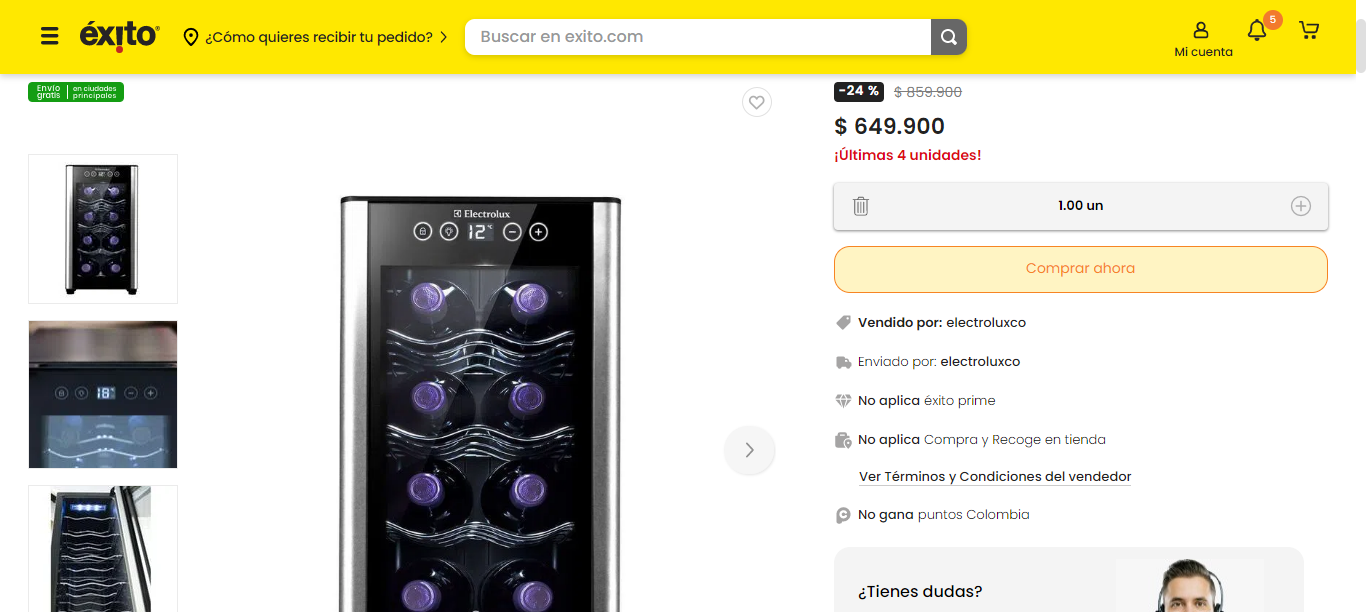 éxito
¿Cómo quieres recibir tu pedido?
Buscar en exito.com
Mi cuenta
5
Envío gratis
en ciudades principales
-24 %
$ 859.900
$ 649.900
¡Últimas 4 unidades!
1.00 un
Comprar ahora
Electrolux
12°C
18
Vendido por: electroluxco
Enviado por: electroluxco
No aplica éxito prime
No aplica Compra y Recoge en tienda
Ver Términos y Condiciones del vendedor
No gana puntos Colombia
¿Tienes dudas?